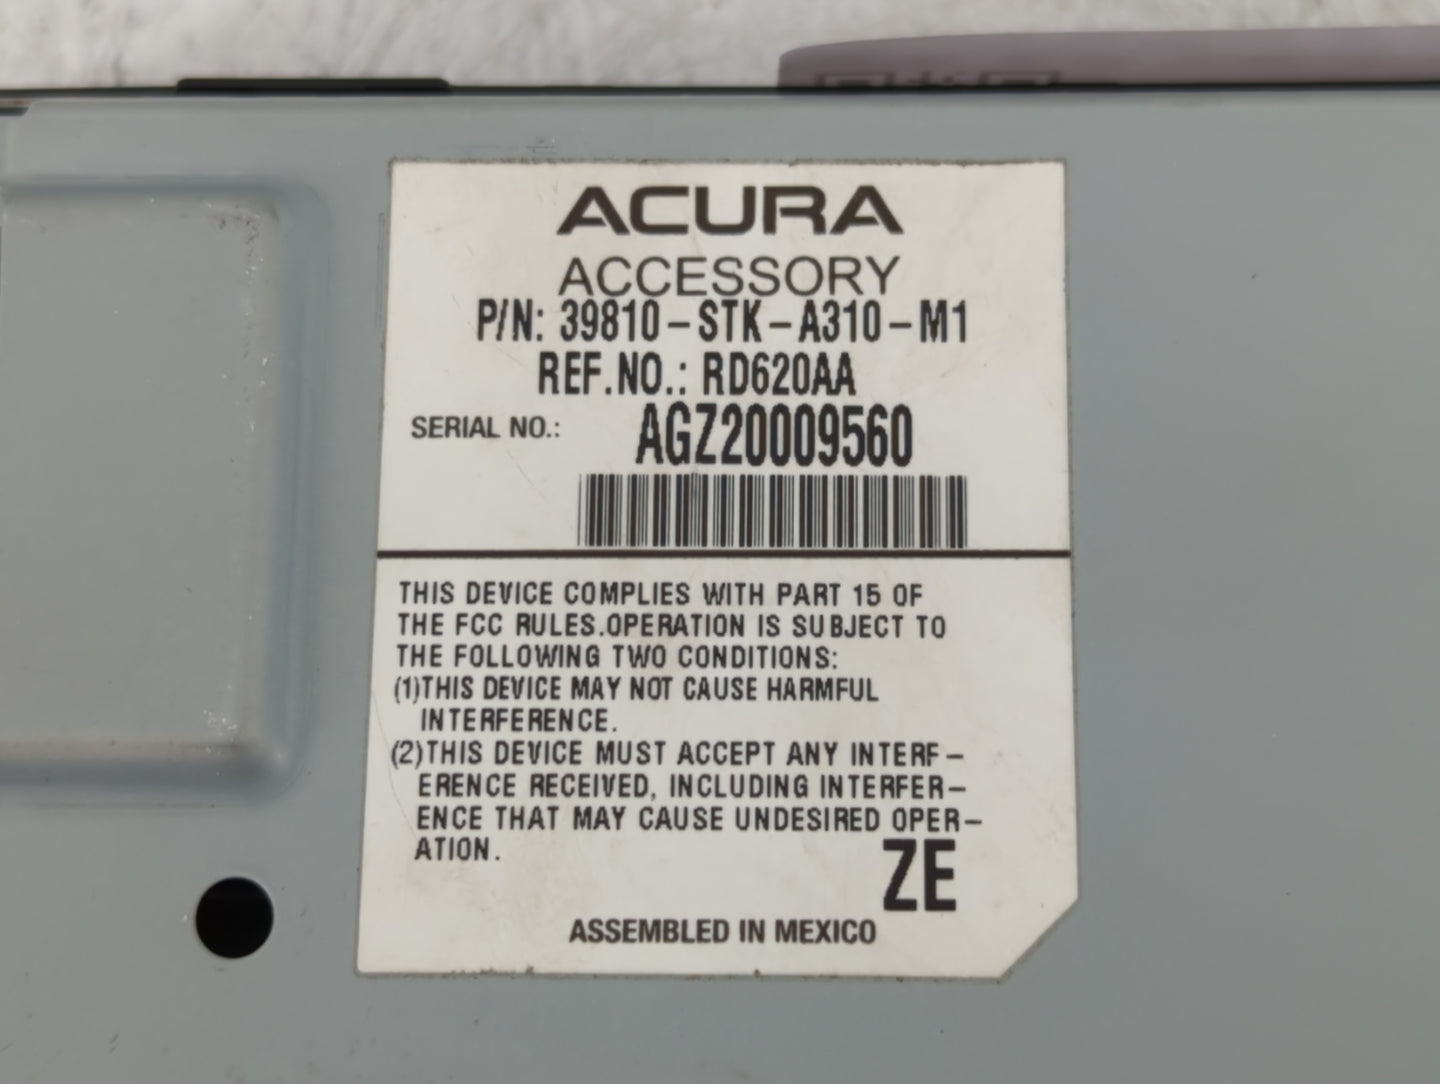 ACURA
ACCESSORY
P/N: 39810-STK-A310-M1
REF.NO.: RD620AA
SERIAL NO.: AGZ20009560
THIS DEVICE COMPLIES WITH PART 15 OF
THE FCC RULES.OPERATION IS SUBJECT TO
THE FOLLOWING TWO CONDITIONS:
(1)THIS DEVICE MAY NOT CAUSE HARMFUL
INTERFERENCE.
(2)THIS DEVICE MUST ACCEPT ANY INTERF-
ERENCE RECEIVED, INCLUDING INTERFER-
ENCE THAT MAY CAUSE UNDESIRED OPER-
ATION.
ZE
ASSEMBLED IN MEXICO